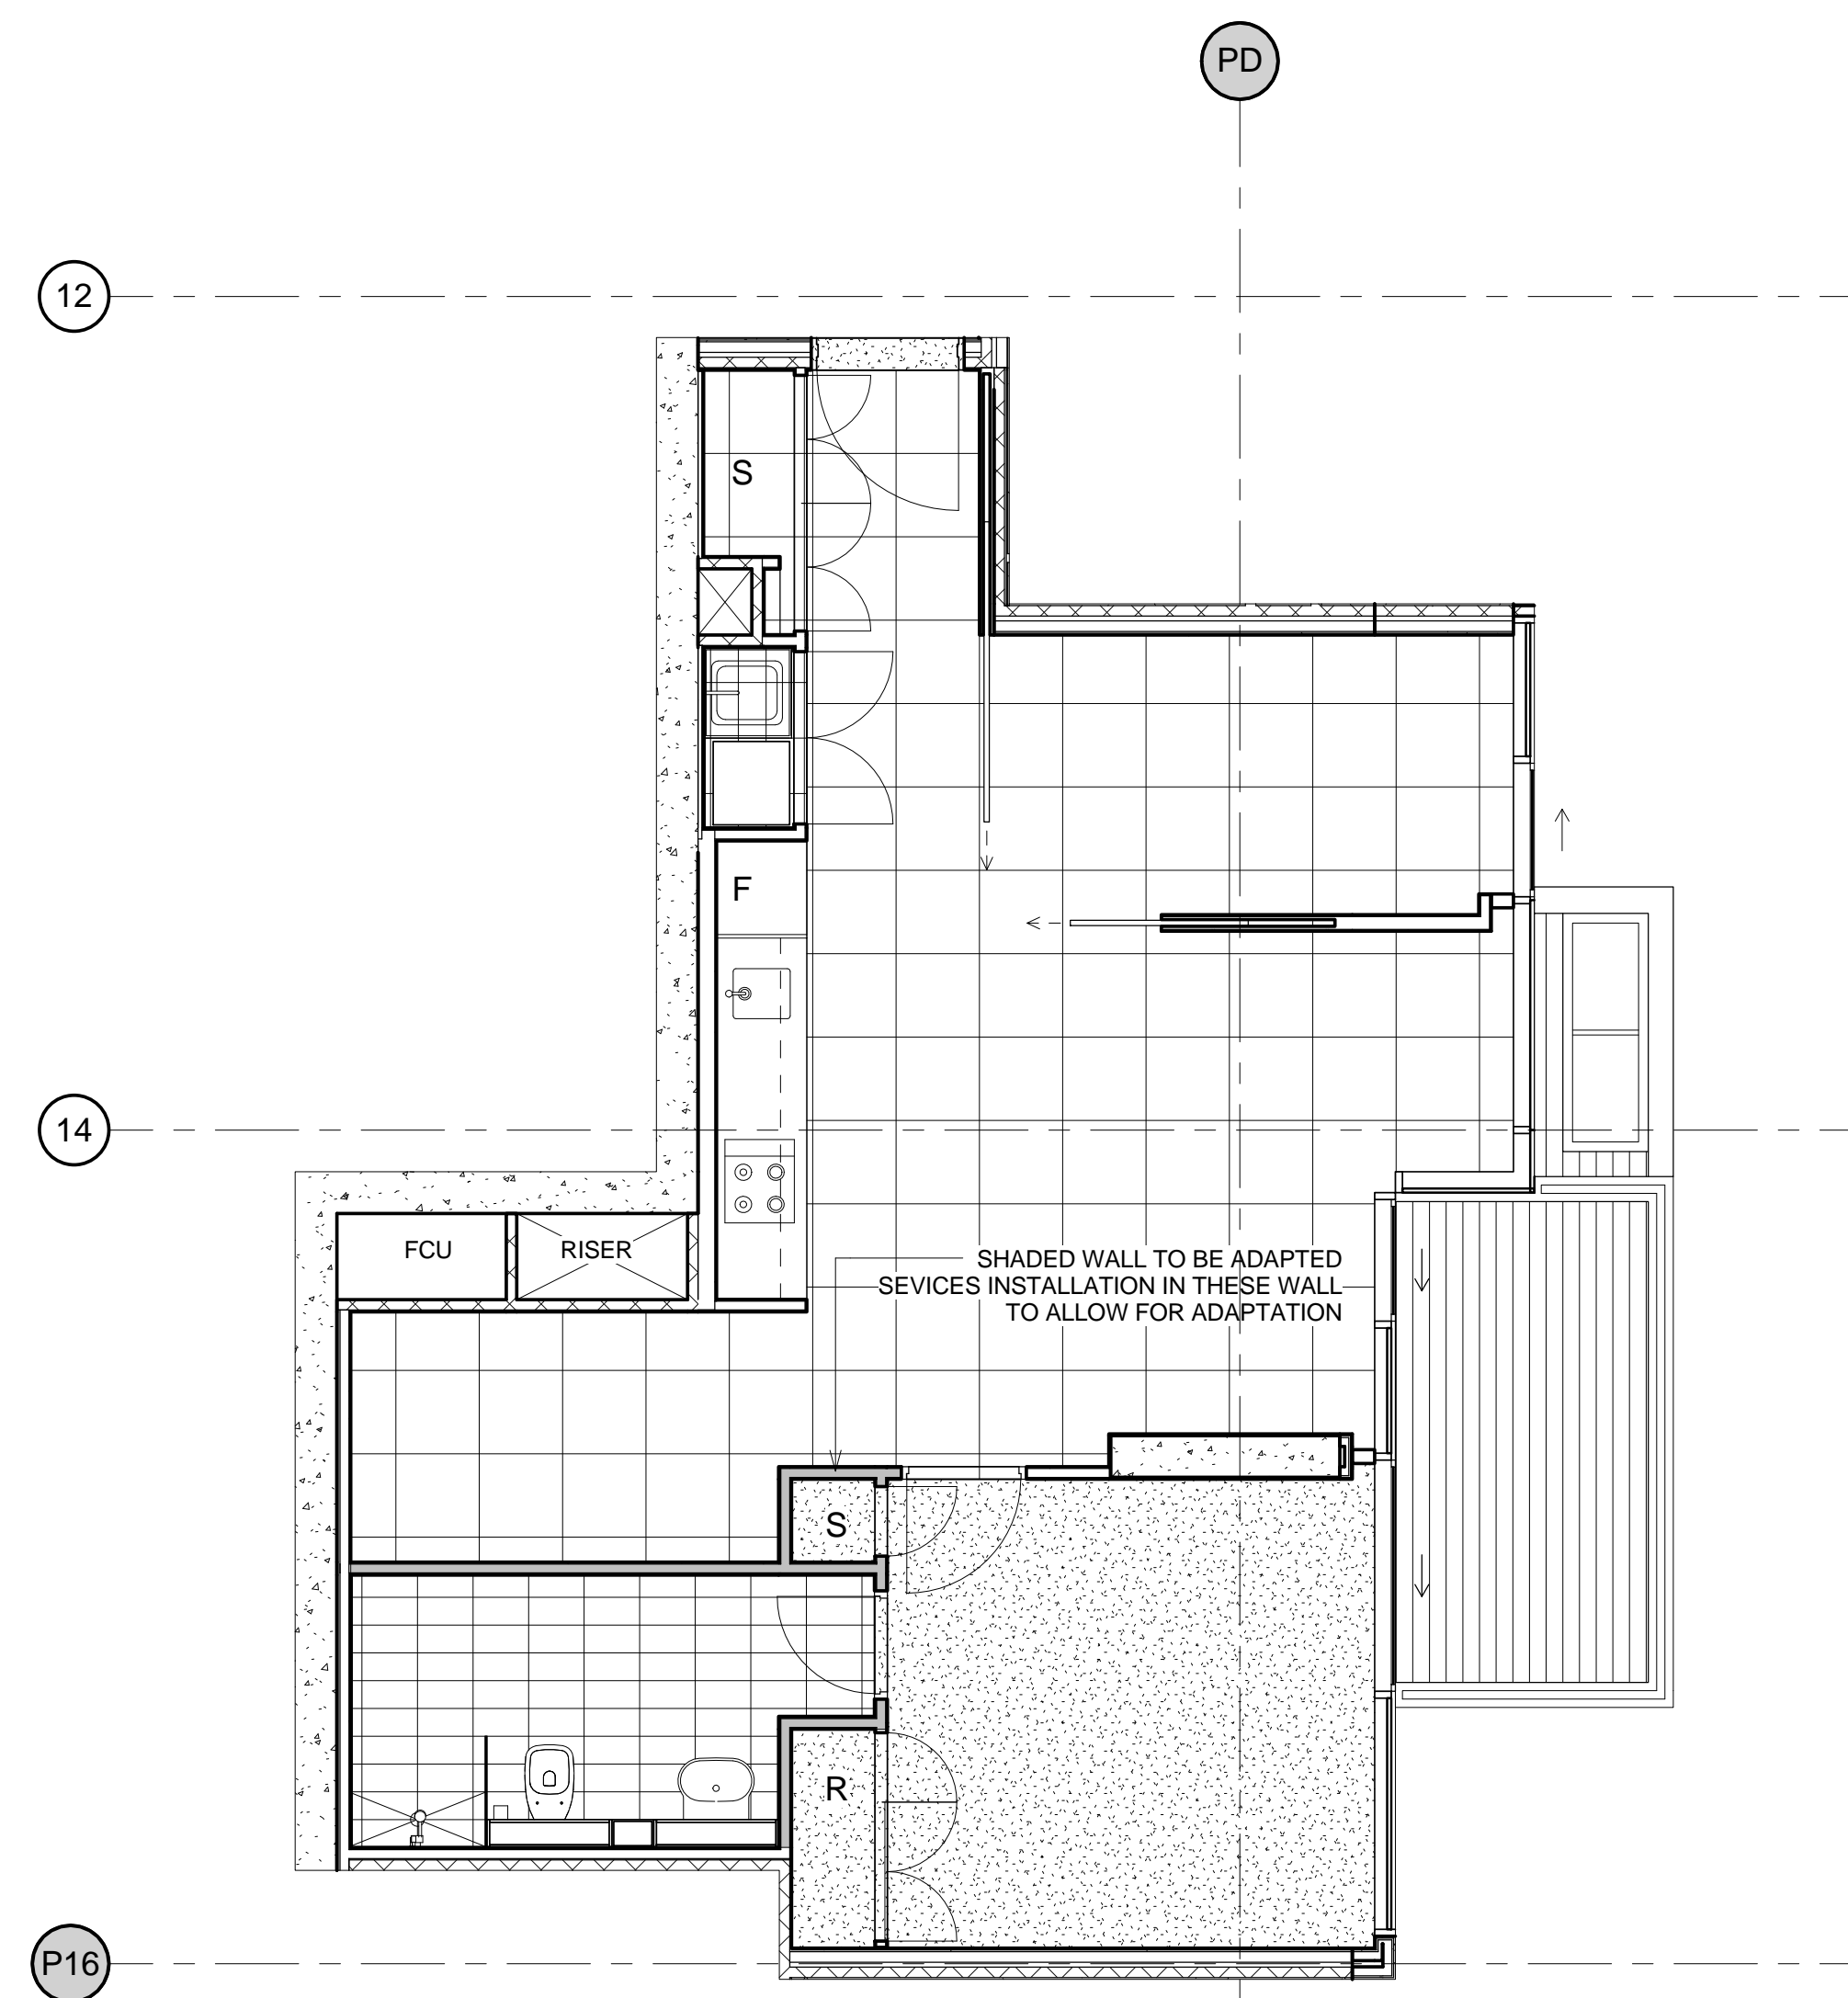 PD
12
S
F
14
FCU
RISER
SHADED WALL TO BE ADAPTED
SEVICES INSTALLATION IN THESE WALL
TO ALLOW FOR ADAPTATION
S
R
P16